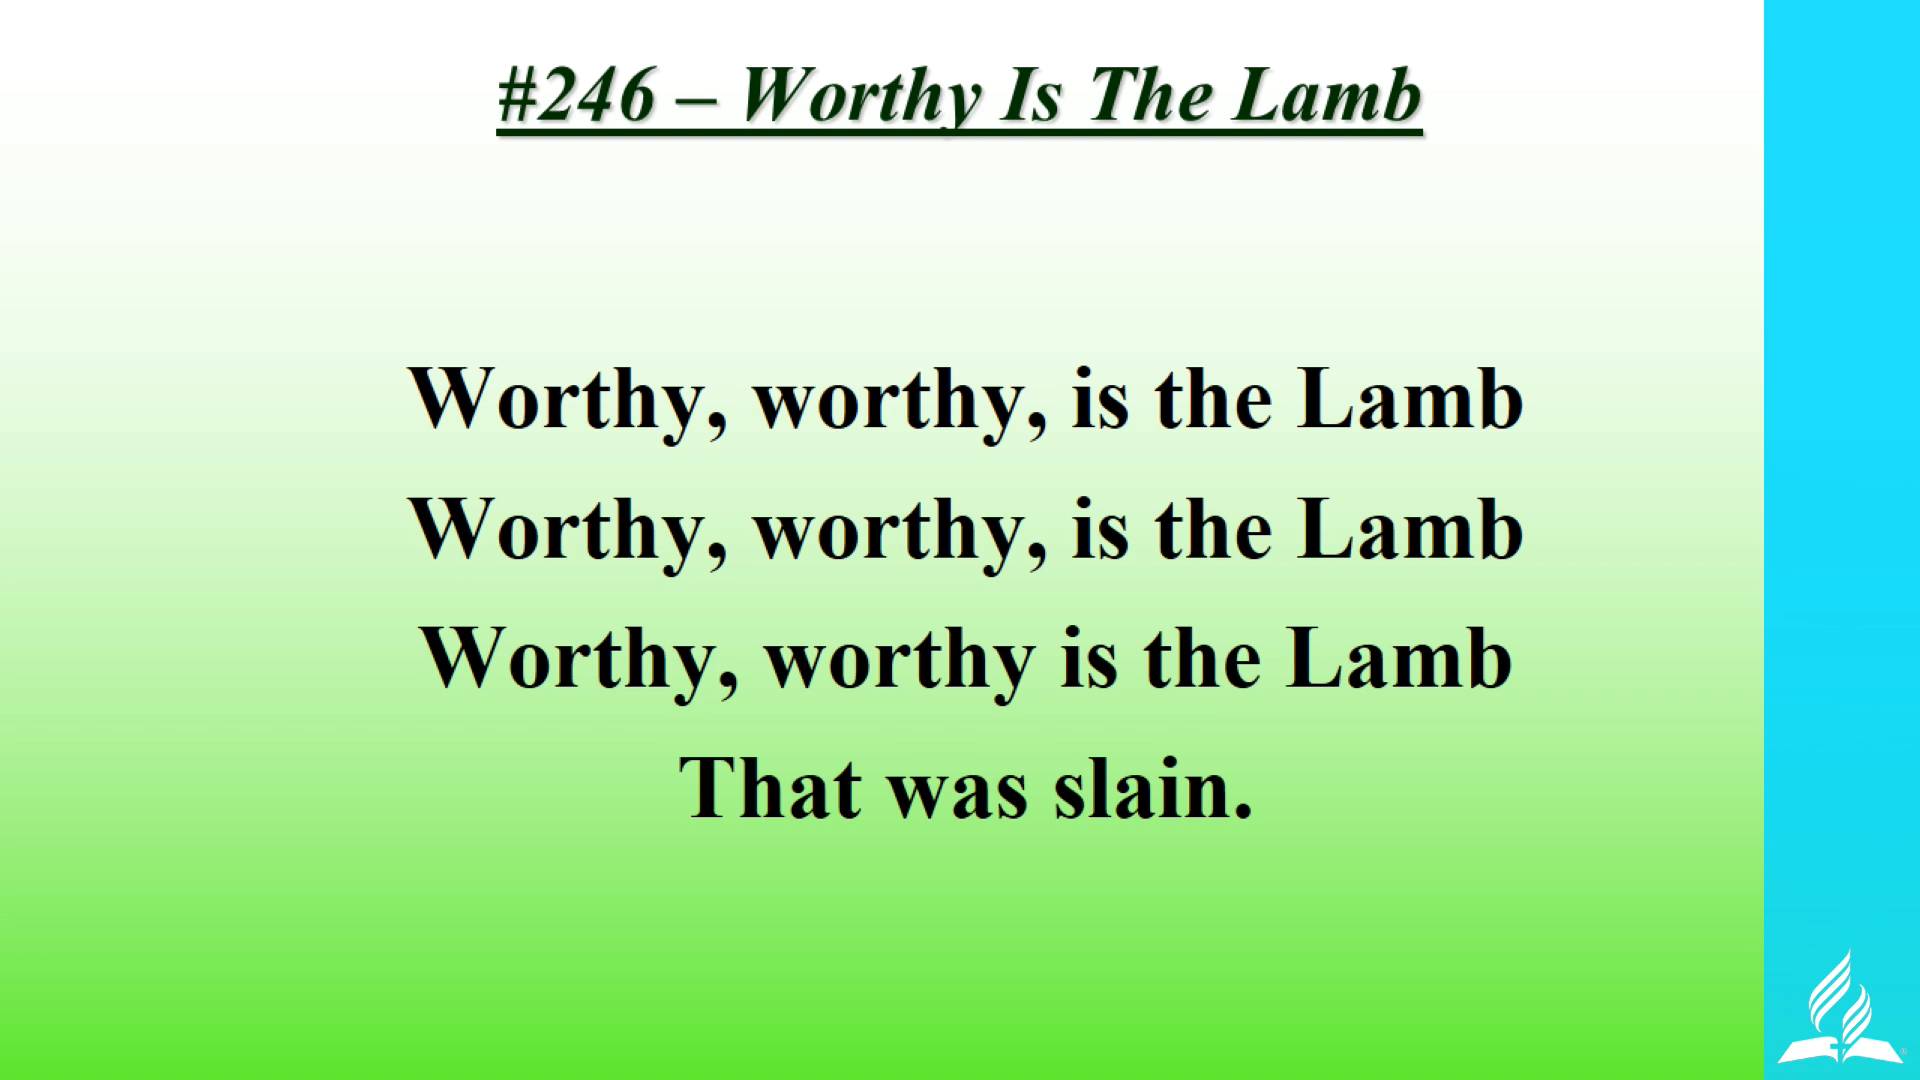 #246 – Worthy Is The Lamb
Worthy, worthy, is the Lamb
Worthy, worthy, is the Lamb
Worthy, worthy is the Lamb
That was slain.